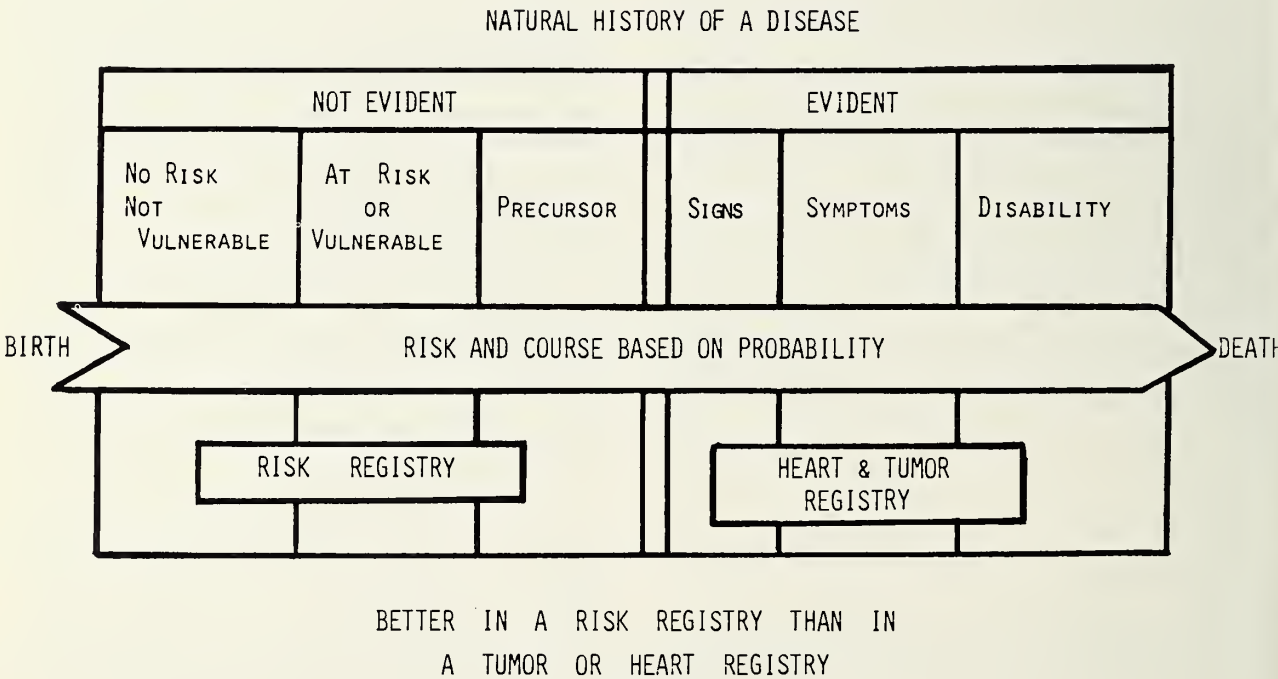 NATURAL HISTORY OF A DISEASE
NOT EVIDENT
EVIDENT
NO RISK
NOT
VULNERABLE
AT RISK
OR
VULNERABLE
PRECURSOR
SIGNS
SYMPTOMS
DISABILITY
BIRTH
RISK AND COURSE BASED ON PROBABILITY
DEATH
RISK REGISTRY
HEART & TUMOR
REGISTRY
BETTER IN A RISK REGISTRY THAN IN
A TUMOR OR HEART REGISTRY